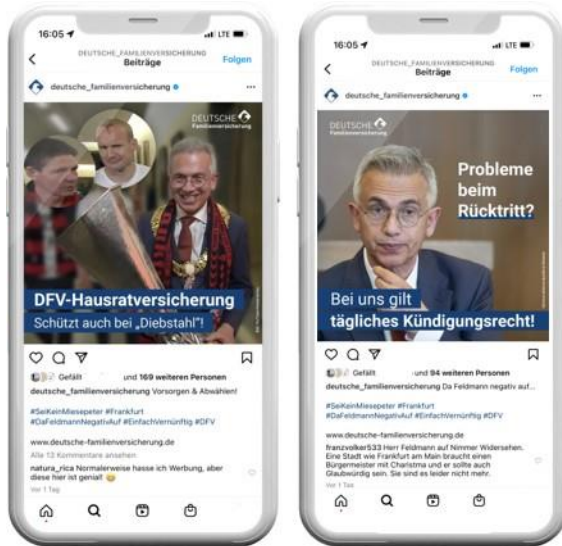 16:05
LTE
DEUTSCHE_FAMILIENVERSICHERUNG
Beiträge
Folgen
deutsche_familienversicherung
DEUTSCHE
Familienversicherung
DFV-Hausratversicherung
Schützt auch bei „Diebstahl“!
Gefällt und 169 weiteren Personen
deutsche_familienversicherung Vorsorgen & Abwählen!
#SeiKeinMiesepeter #Frankfurt
#DaFeldmannNegativAuf #EinfachVernünftig #DFV
www.deutsche-familienversicherung.de
Alle 13 Kommentare ansehen
natura_rica Normalerweise hasse ich Werbung, aber
diese hier ist genial!
Vor 1 Tag
16:05
LTE
DEUTSCHE_FAMILIENVERSICHERUNG
Beiträge
Folgen
deutsche_familienversicherung
DEUTSCHE
Familienversicherung
Probleme
beim
Rücktritt?
Bei uns gilt
tägliches Kündigungsrecht!
Gefällt und 94 weiteren Personen
deutsche_familienversicherung Da Feldmann negativ auf...
#SeiKeinMiesepeter #Frankfurt
#DaFeldmannNegativAuf #EinfachVernünftig #DFV
www.deutsche-familienversicherung.de
franzvolker533 Herr Feldmann auf Nimmer Widersehen.
Eine Stadt wie Frankfurt am Main braucht einen
Bürgermeister mit Charistma und er sollte auch
Glaubwürdig sein. Sie sind es leider nicht mehr.
Vor 1 Tag